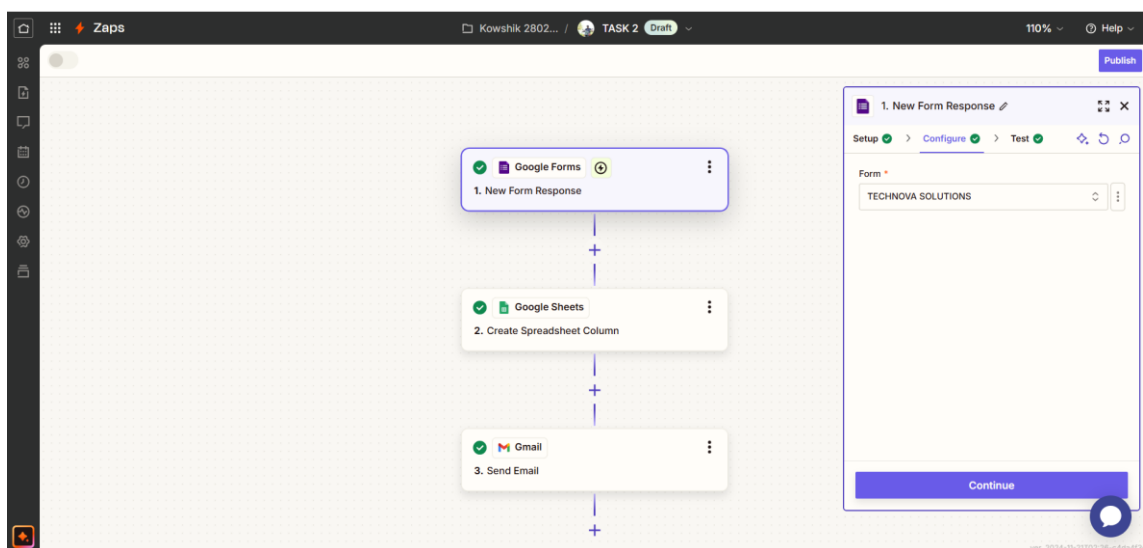 Zaps
Kowshik 2802... / TASK 2 Draft
110%
Help
Publish
1. New Form Response
Setup > Configure > Test
Form *
TECHNOVA SOLUTIONS
Continue
Google Forms
1. New Form Response
Google Sheets
2. Create Spreadsheet Column
Gmail
3. Send Email